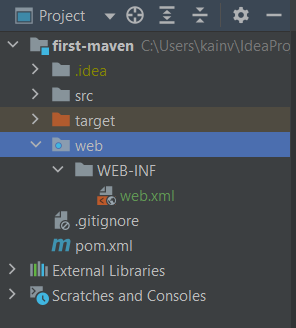 Project
first-maven C:\Users\kainv\IdeaPro
.idea
src
target
web
WEB-INF
web.xml
.gitignore
pom.xml
External Libraries
Scratches and Consoles